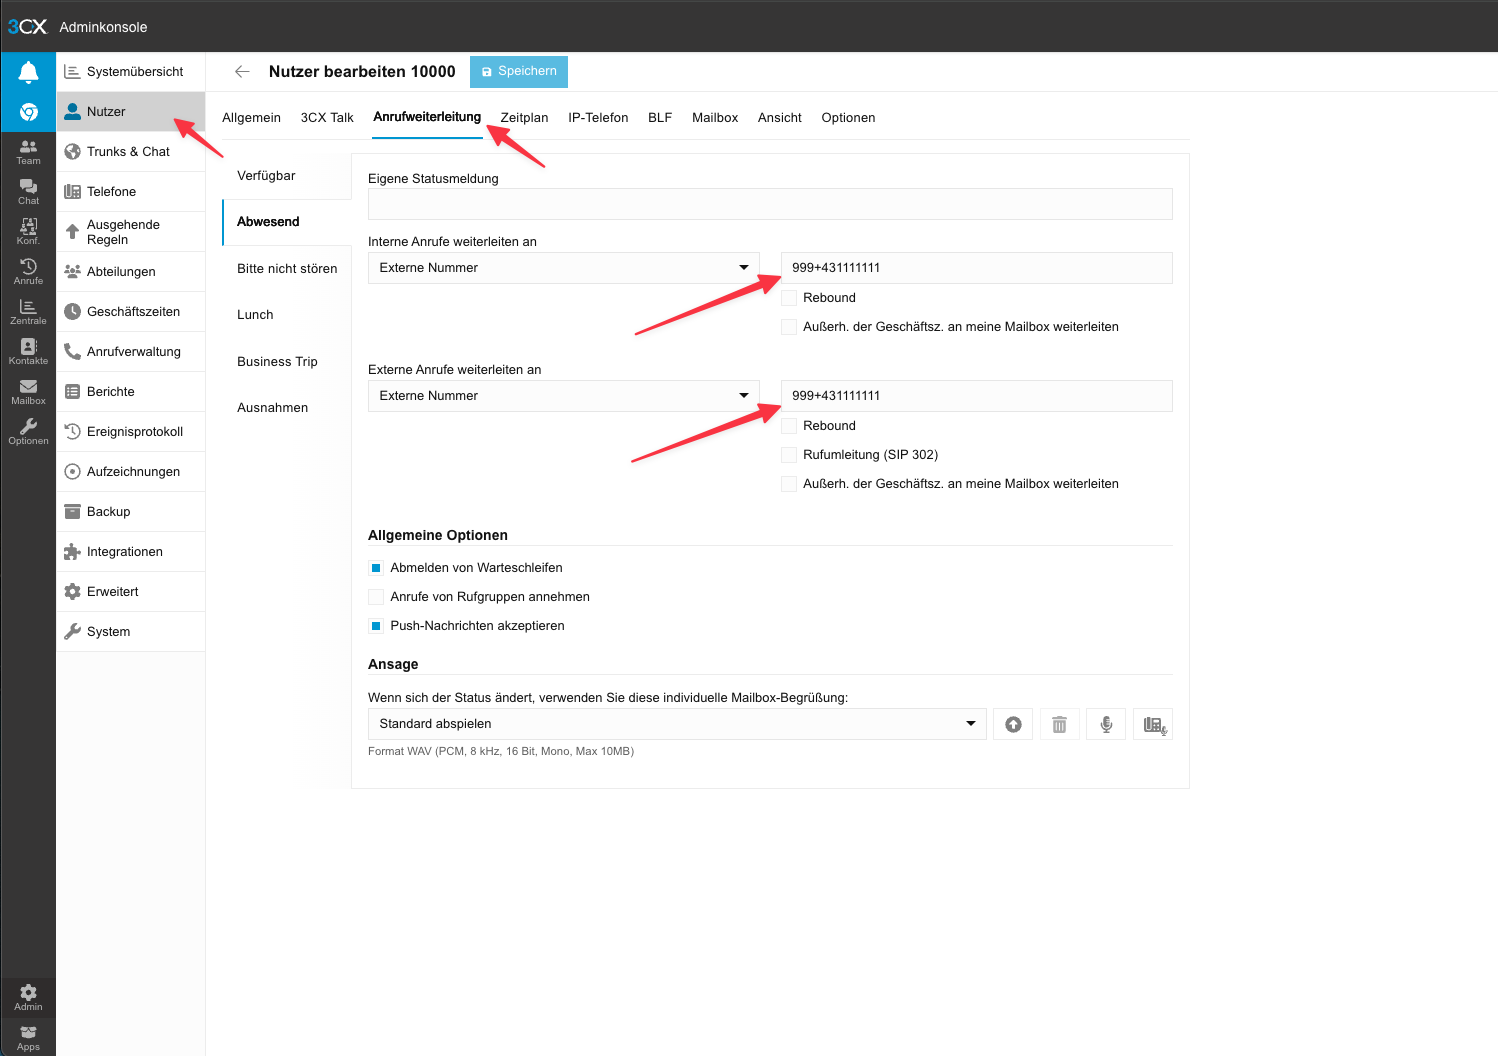 3CX Adminkonsole
Systemübersicht
Nutzer bearbeiten 10000
Speichern
Nutzer
Allgemein
3CX Talk
Anrufweiterleitung
Zeitplan
IP-Telefon
BLF
Mailbox
Ansicht
Optionen
Team
Chat
Konf.
Anrufe
Zentrale
Kontakte
Mailbox
Optionen
Admin
Apps
Trunks & Chat
Telefone
Ausgehende
Regeln
Abteilungen
Geschäftszeiten
Anrufverwaltung
Berichte
Ereignisprotokoll
Aufzeichnungen
Backup
Integrationen
Erweitert
System
Verfügbar
Abwesend
Bitte nicht stören
Lunch
Business Trip
Ausnahmen
Eigene Statusmeldung
Interne Anrufe weiterleiten an
Externe Nummer
999+431111111
Rebound
Außerh. der Geschäftsz. an meine Mailbox weiterleiten
Externe Anrufe weiterleiten an
Externe Nummer
999+431111111
Rebound
Rufumleitung (SIP 302)
Außerh. der Geschäftsz. an meine Mailbox weiterleiten
Allgemeine Optionen
Abmelden von Warteschleifen
Anrufe von Rufgruppen annehmen
Push-Nachrichten akzeptieren
Ansage
Wenn sich der Status ändert, verwenden Sie diese individuelle Mailbox-Begrüßung:
Standard abspielen
Format WAV (PCM, 8 kHz, 16 Bit, Mono, Max 10MB)